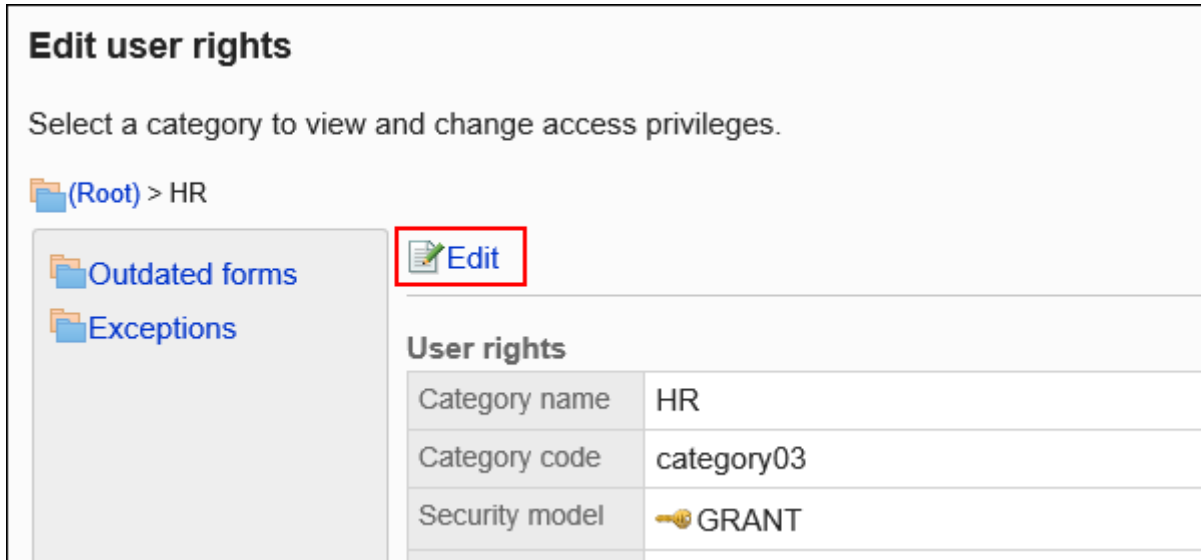 Edit user rights
Select a category to view and change access privileges.
(Root) > HR
Outdated forms
Exceptions
Edit
User rights
Category name HR
Category code category03
Security model GRANT